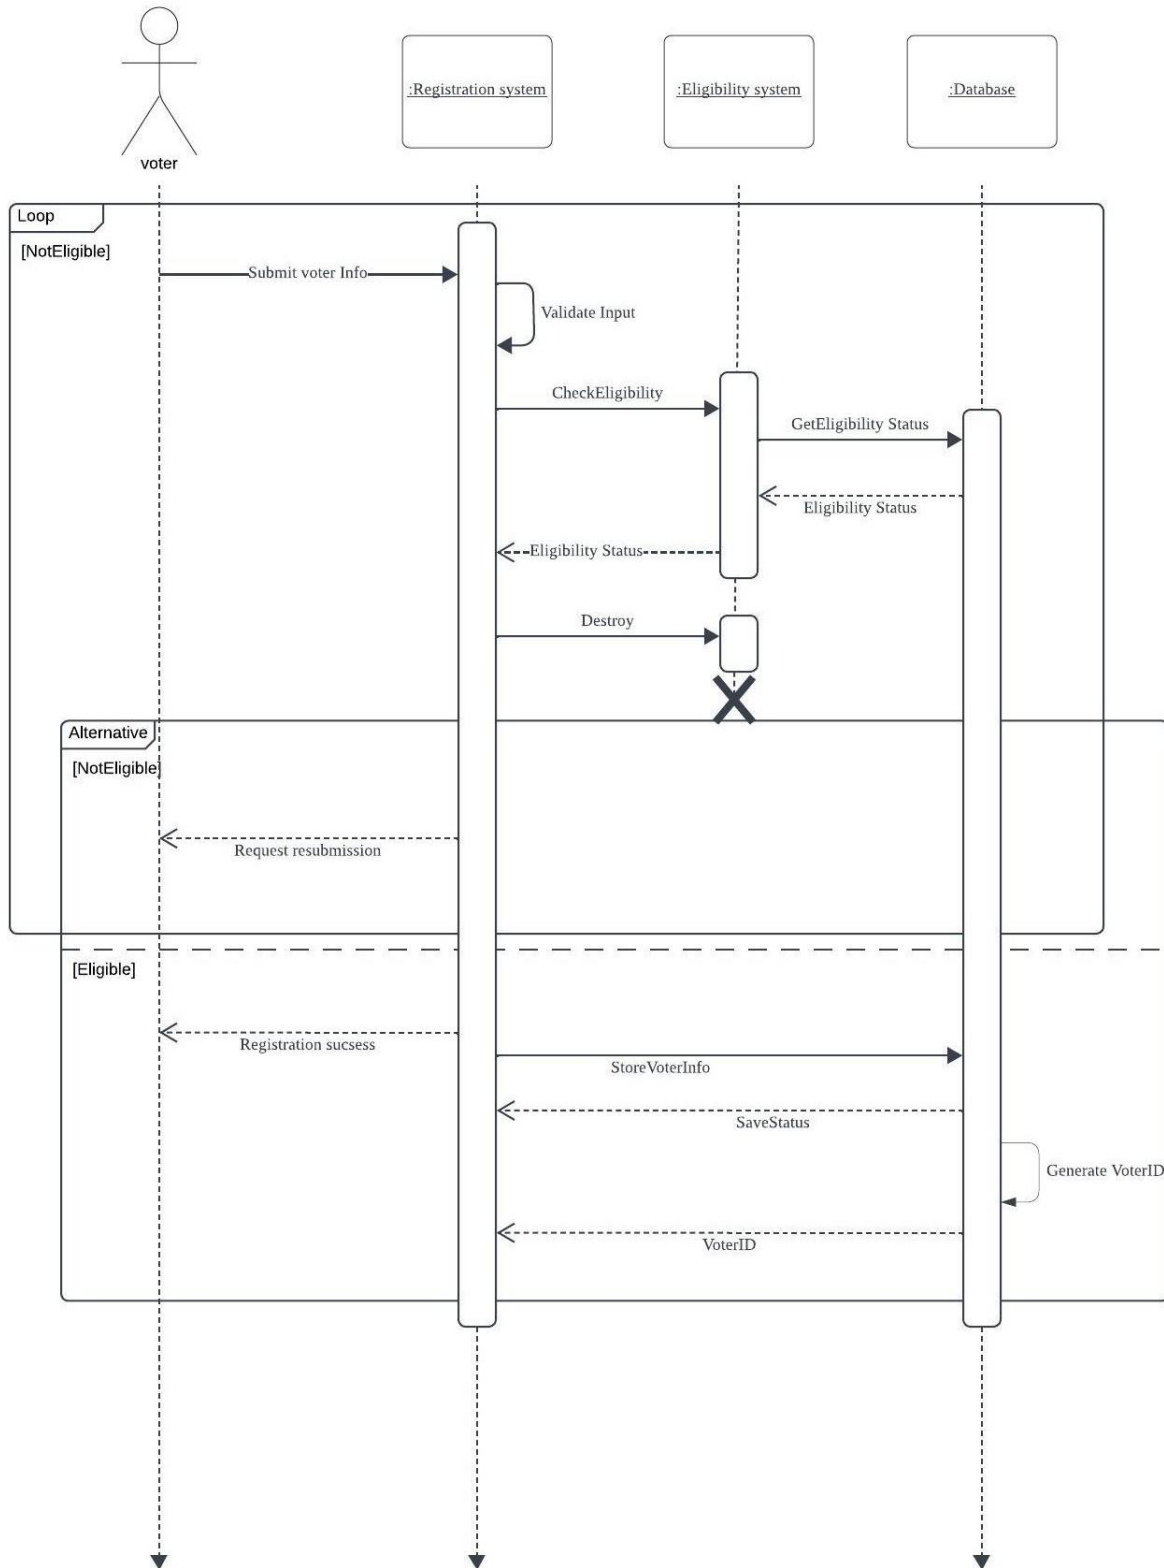 :Registration system
:Eligibility system
:Database
voter
Loop
[NotEligible]
Submit voter Info
Validate Input
CheckEligibility
GetEligibility Status
Eligibility Status
Eligibility Status
Destroy
Alternative
[NotEligible]
Request resubmission
[Eligible]
Registration sucsess
StoreVoterInfo
SaveStatus
Generate VoterID
VoterID